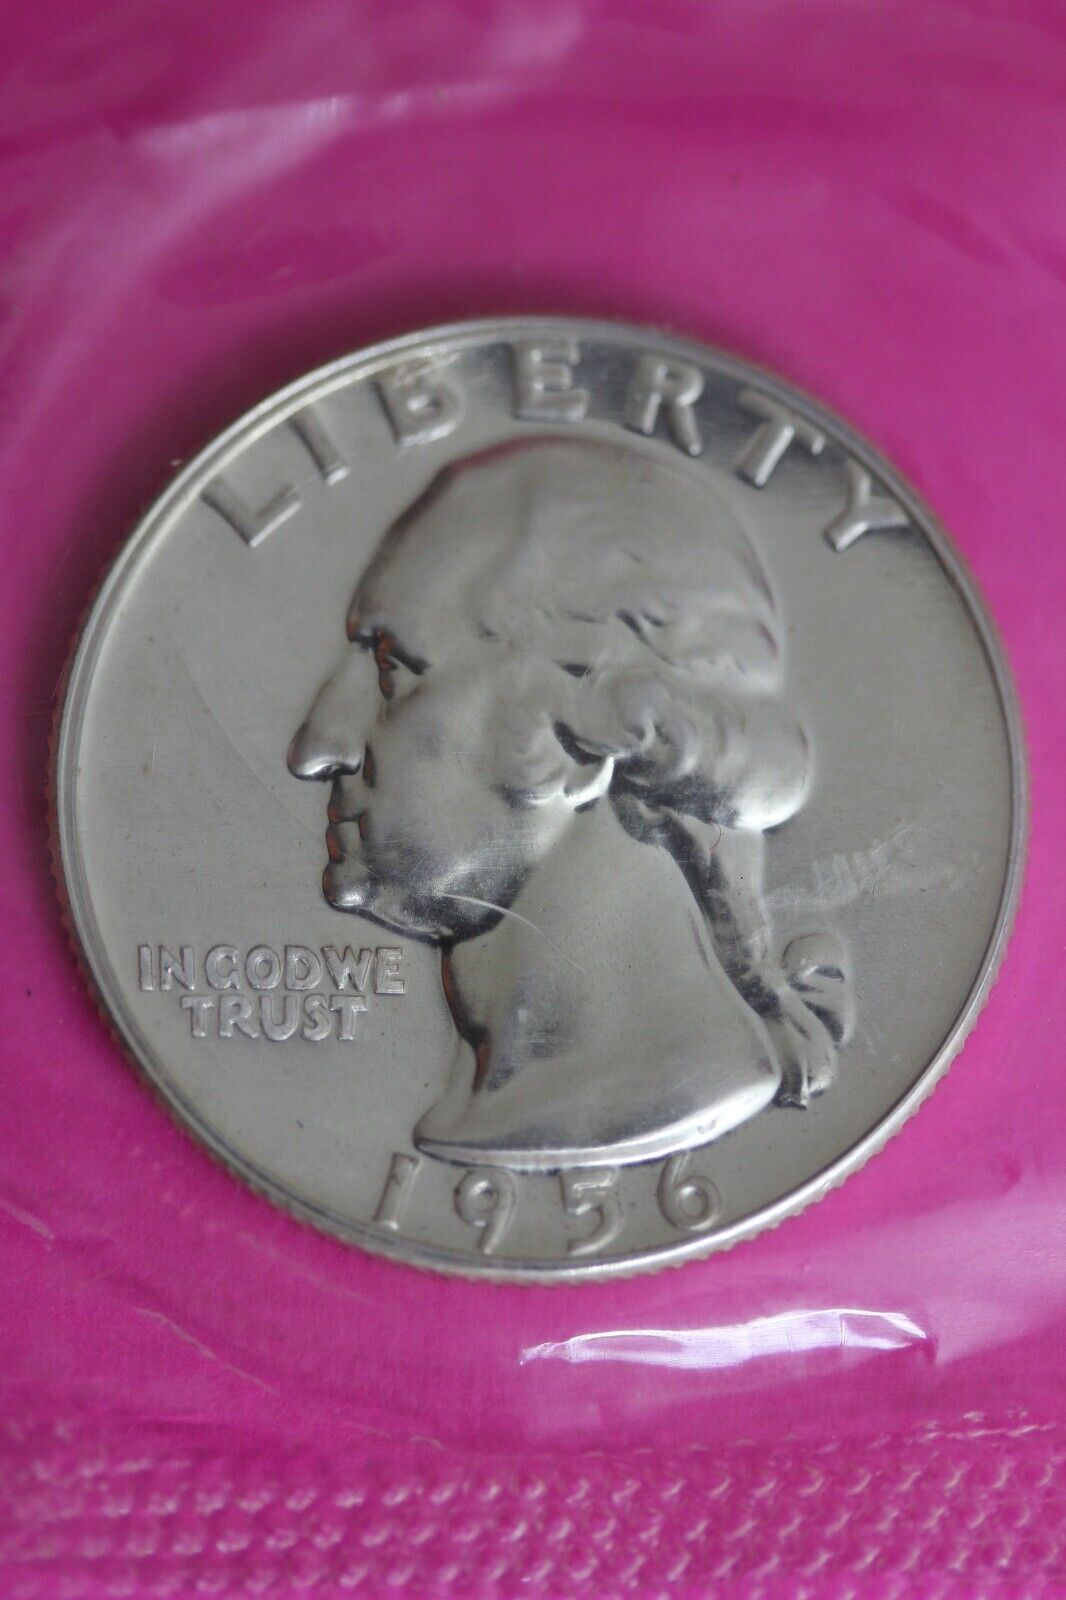 LIBERTY
IN GOD WE
TRUST
1956